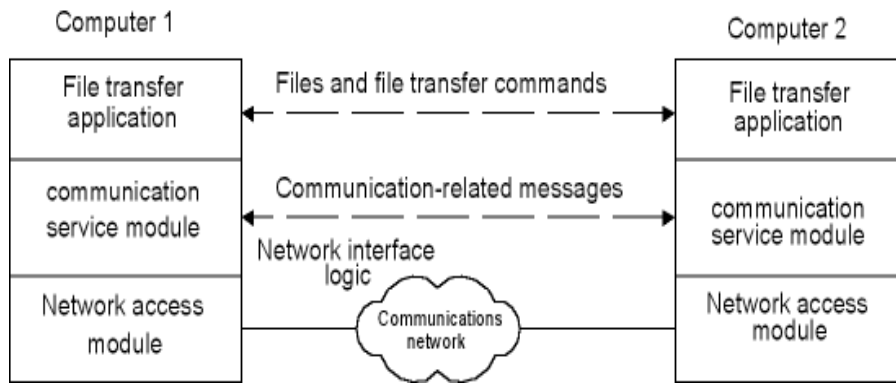 Computer 1
Computer 2
File transfer
application
Files and file transfer commands
File transfer
application
communication
service module
Communication-related messages
communication
service module
Network interface
logic
Network access
module
Communications
network
Network access
module